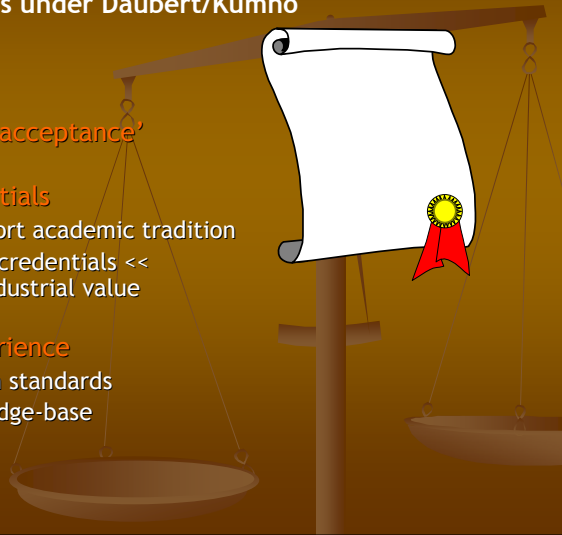 s under Daubert/Kumho
acceptance’
tials
ort academic tradition
credentials <<
dustrial value
rience
standards
dge-base